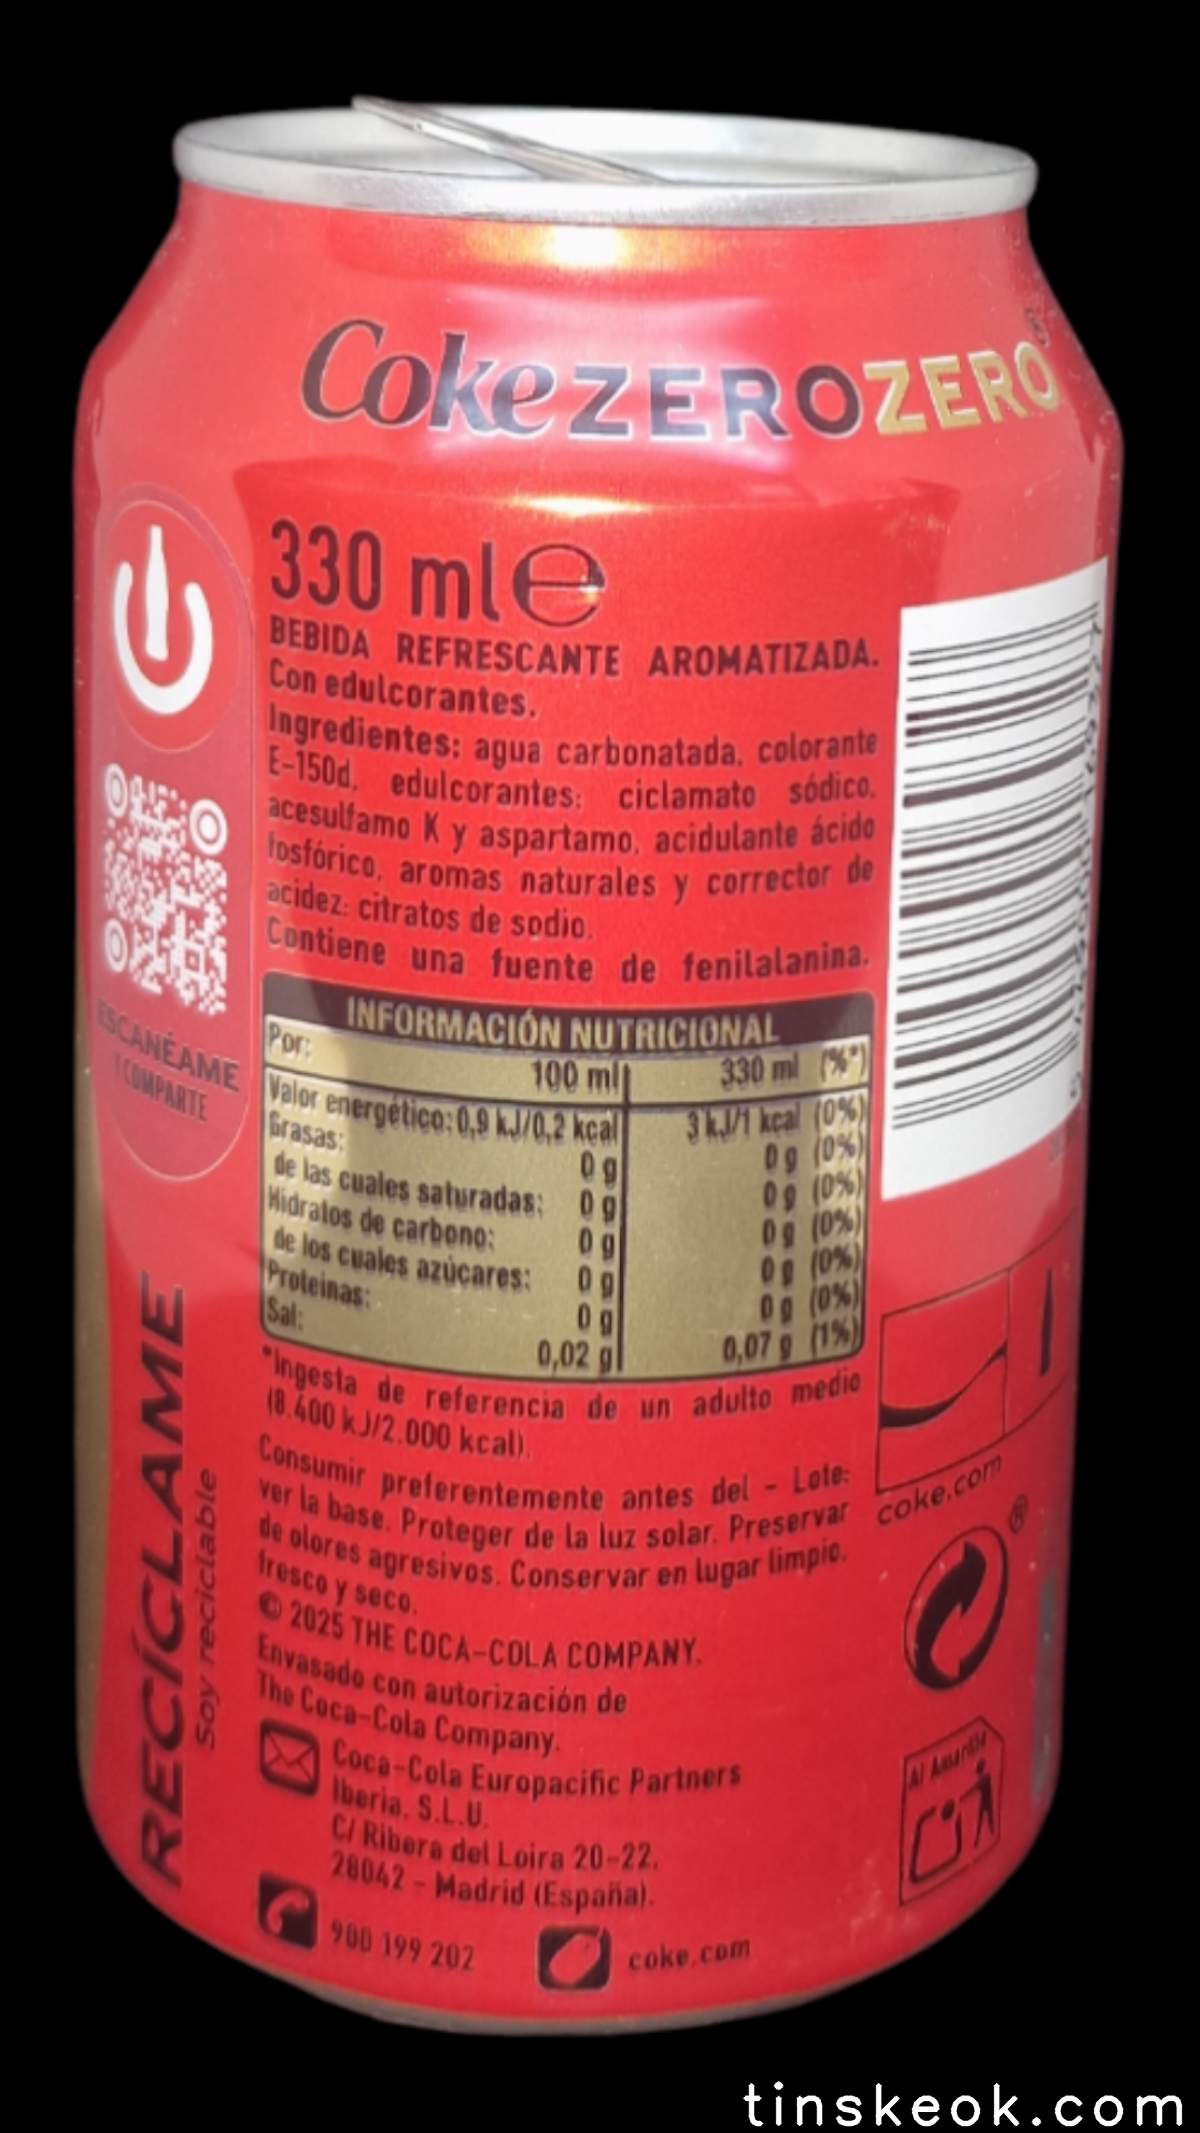 Coke ZERO ZERO®
330 ml ℮
BEBIDA REFRESCANTE AROMATIZADA.
Con edulcorantes.
Ingredientes: agua carbonatada, colorante
E-150d, edulcorantes: ciclamato sódico,
acesulfamo K y aspartamo, acidulante ácido
fosfórico, aromas naturales y corrector de
acidez: citratos de sodio.
Contiene una fuente de fenilalanina.
INFORMACIÓN NUTRICIONAL
Por: 100 ml 330 ml (%*)
Valor energético: 0,9 kJ/0,2 kcal 3 kJ/1 kcal (0%)
Grasas: 0 g 0 g (0%)
de las cuales saturadas: 0 g 0 g (0%)
Hidratos de carbono: 0 g 0 g (0%)
de los cuales azúcares: 0 g 0 g (0%)
Proteínas: 0 g 0 g (0%)
Sal: 0,02 g 0,07 g (1%)
*Ingesta de referencia de un adulto medio
(8.400 kJ/2.000 kcal).
Consumir preferentemente antes del - Lote:
ver la base. Proteger de la luz solar. Preservar
de olores agresivos. Conservar en lugar limpio,
fresco y seco.
© 2025 THE COCA-COLA COMPANY.
Envasado con autorización de
The Coca-Cola Company.
Coca-Cola Europacific Partners
Iberia, S.L.U.
C/ Ribera del Loira 20-22,
28042 - Madrid (España).
900 199 202
coke.com
ESCANÉAME
Y COMPARTE
RECÍCLAME
Soy reciclable
coke.com
®
Al Amarillo
tinskeok.com